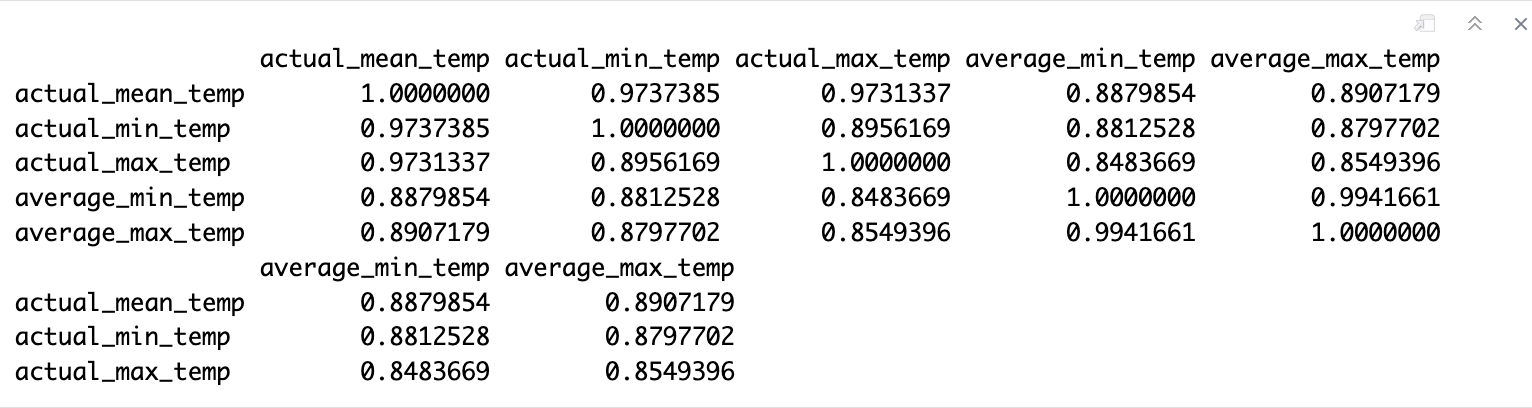 actual_mean_temp actual_min_temp actual_max_temp average_min_temp average_max_temp
actual_mean_temp 1.0000000 0.9737385 0.9731337 0.8879854 0.8907179
actual_min_temp 0.9737385 1.0000000 0.8956169 0.8812528 0.8797702
actual_max_temp 0.9731337 0.8956169 1.0000000 0.8483669 0.8549396
average_min_temp 0.8879854 0.8812528 0.8483669 1.0000000 0.9941661
average_max_temp 0.8907179 0.8797702 0.8549396 0.9941661 1.0000000
average_min_temp average_max_temp
actual_mean_temp 0.8879854 0.8907179
actual_min_temp 0.8812528 0.8797702
actual_max_temp 0.8483669 0.8549396